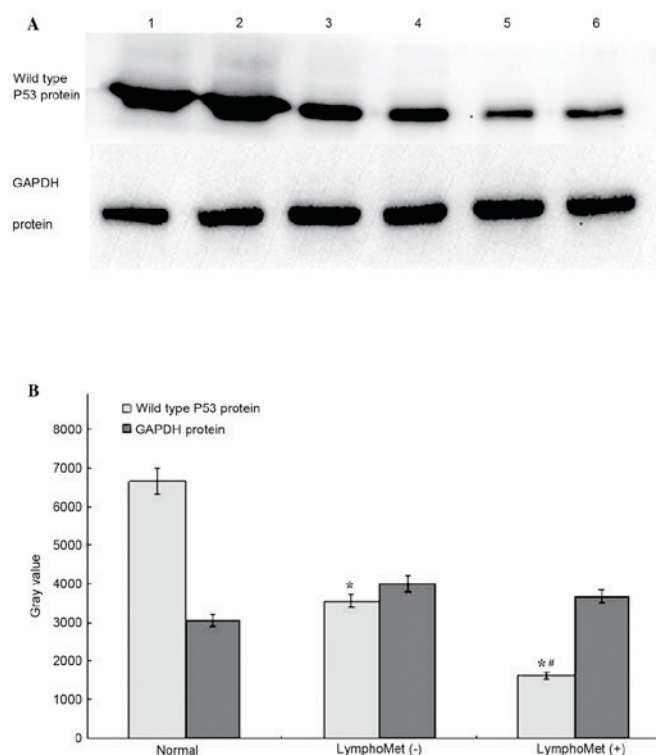 A
1 2 3 4 5 6
Wild type
P53 protein
GAPDH
protein
B
Wild type P53 protein
GAPDH protein
8000
7000
6000
5000
4000
3000
2000
1000
0
Gray value
*
*#
Normal LymphoMet (-) LymphoMet (+)